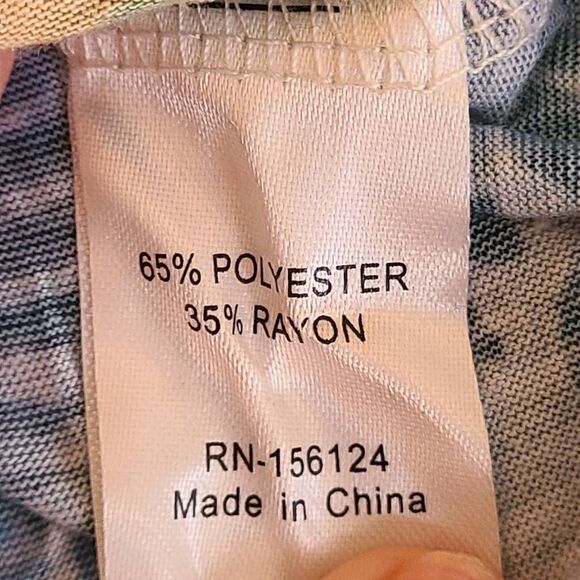 65% POLYESTER
35% RAYON
RN-156124
Made in China